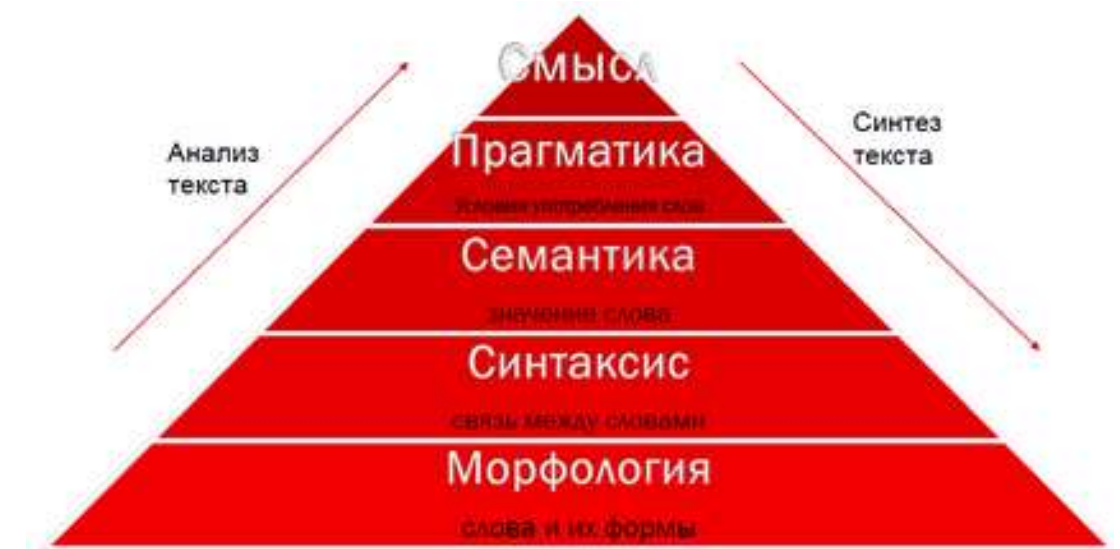 Смысл
Анализ
текста
Синтез
текста
Прагматика
Условия употребления слов
Семантика
значение слова
Синтаксис
связь между словами
Морфология
слова и их формы